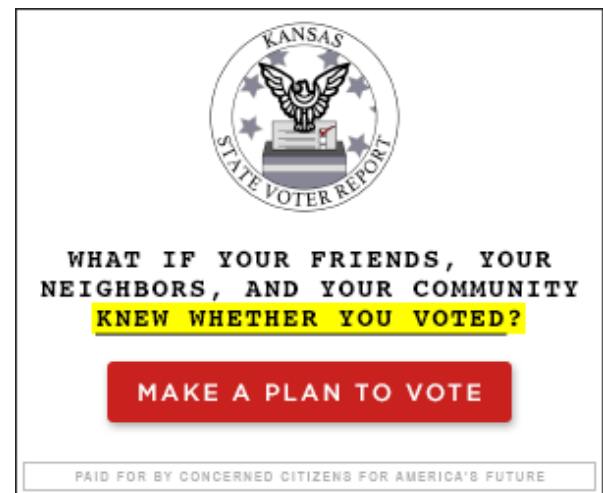 KANSAS
STATE VOTER REPORT
WHAT IF YOUR FRIENDS, YOUR
NEIGHBORS, AND YOUR COMMUNITY
KNEW WHETHER YOU VOTED?
MAKE A PLAN TO VOTE
PAID FOR BY CONCERNED CITIZENS FOR AMERICA'S FUTURE